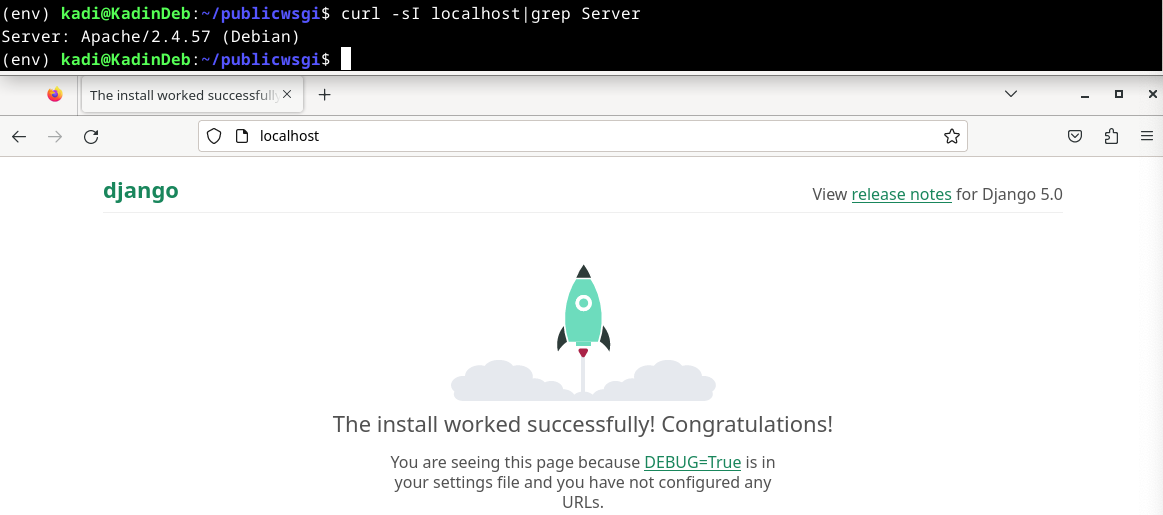 (env) kadi@KadinDeb:~/publicwsgi$ curl -sI localhost|grep Server
Server: Apache/2.4.57 (Debian)
(env) kadi@KadinDeb:~/publicwsgi$
The install worked successfully
localhost
django
View release notes for Django 5.0
The install worked successfully! Congratulations!
You are seeing this page because DEBUG=True is in
your settings file and you have not configured any
URLs.